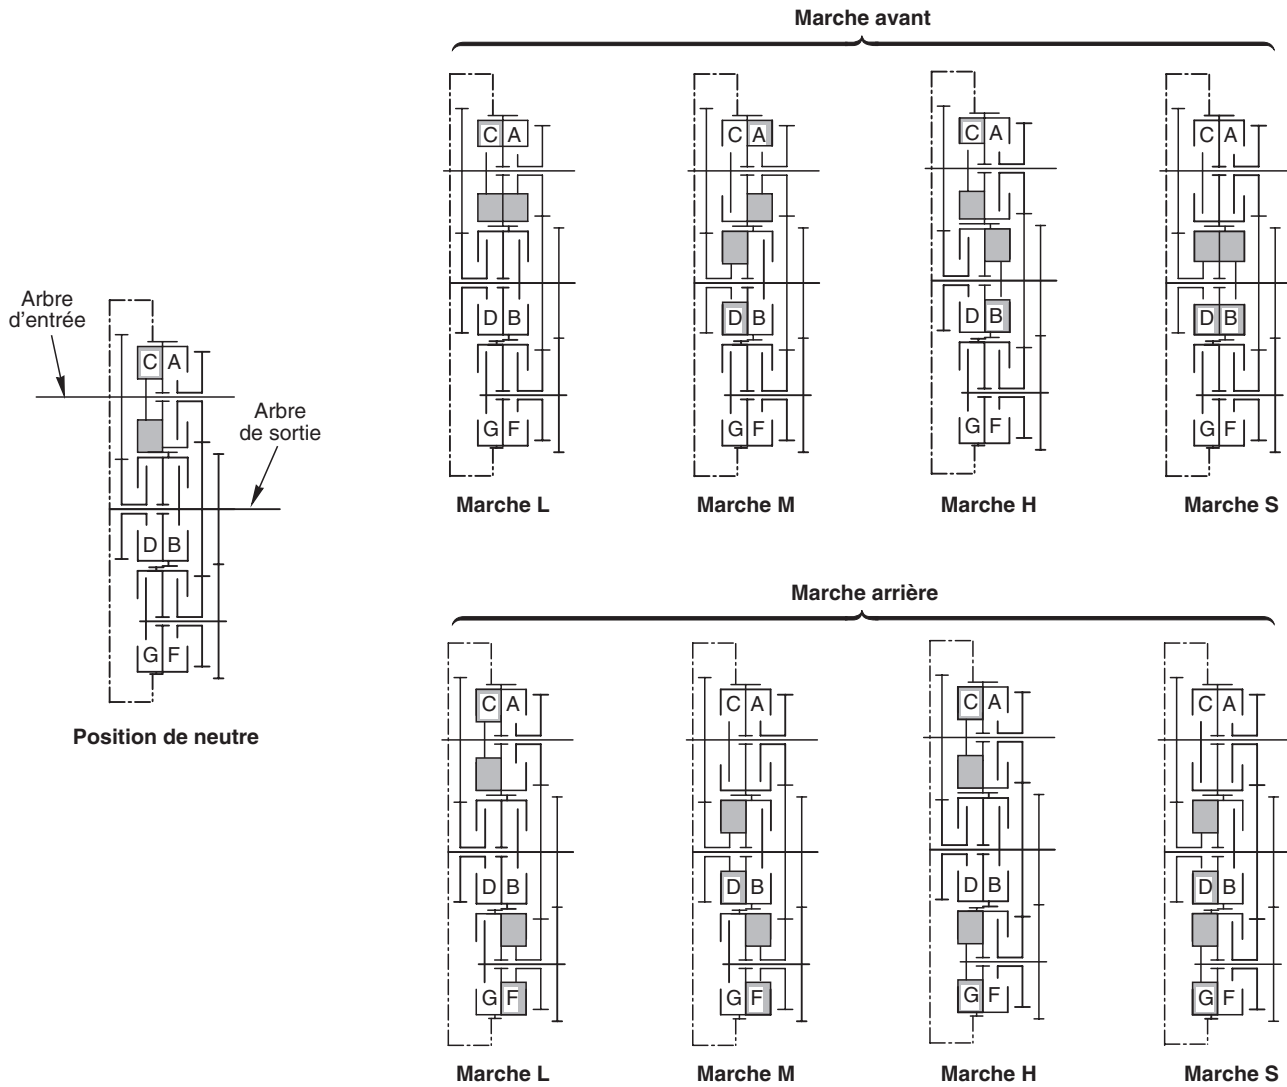 Marche avant
C A
C A
C A
C A
D B
D B
D B
D B
G F
G F
G F
G F
Marche L
Marche M
Marche H
Marche S
Arbre
d'entrée
C A
Arbre
de sortie
D B
G F
Position de neutre
Marche arrière
C A
C A
C A
C A
D B
D B
D B
D B
G F
G F
G F
G F
Marche L
Marche M
Marche H
Marche S